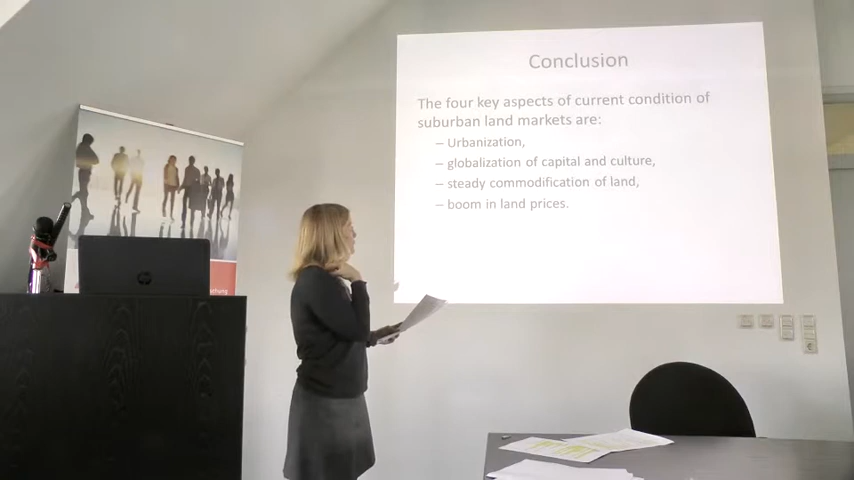 Conclusion
The four key aspects of current condition of
suburban land markets are:
– Urbanization,
– globalization of capital and culture,
– steady commodification of land,
– boom in land prices.